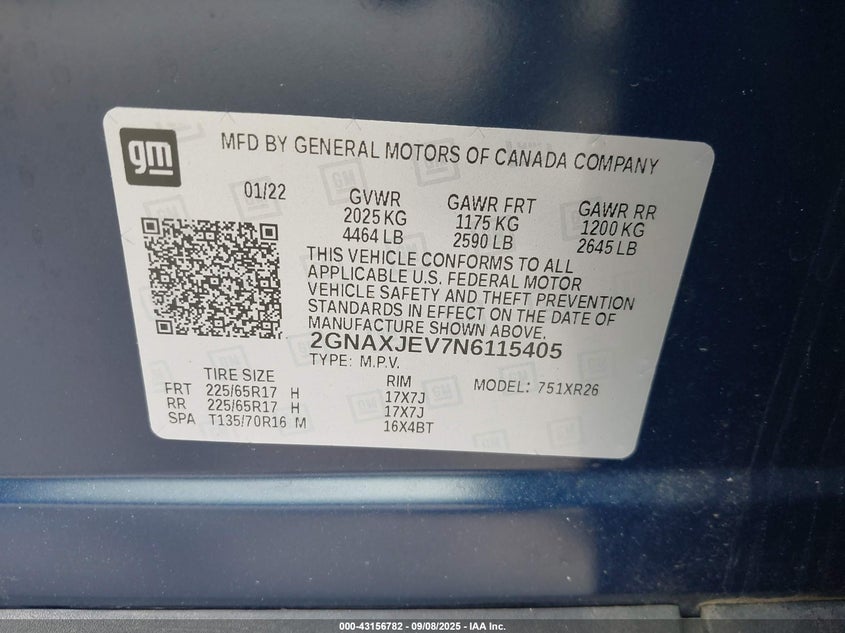 gm
MFD BY GENERAL MOTORS OF CANADA COMPANY
01/22
GVWR
2025 KG
4464 LB
GAWR FRT
1175 KG
2590 LB
GAWR RR
1200 KG
2645 LB
THIS VEHICLE CONFORMS TO ALL
APPLICABLE U.S. FEDERAL MOTOR
VEHICLE SAFETY AND THEFT PREVENTION
STANDARDS IN EFFECT ON THE DATE OF
MANUFACTURE SHOWN ABOVE.
2GNAXJEV7N6115405
TYPE: M.P.V.
TIRE SIZE
FRT 225/65R17 H
RR 225/65R17 H
SPA T135/70R16 M
RIM
17X7J
17X7J
16X4BT
MODEL: 751XR26
000-43156782 - 09/08/2025 - IAA Inc.